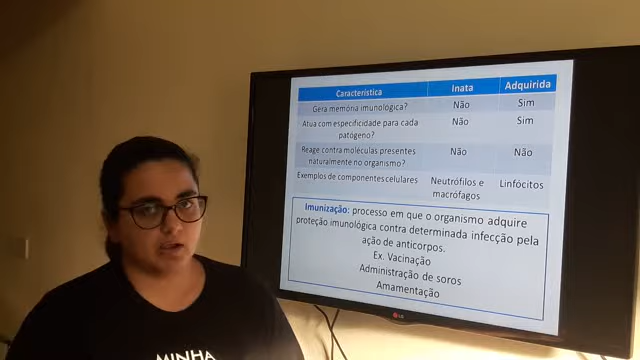 Característica Inata Adquirida
Gera memória imunológica? Não Sim
Atua com especificidade para cada patógeno? Não Sim
Reage contra moléculas presentes naturalmente no organismo? Não Não
Exemplos de componentes celulares Neutrófilos e macrófagos Linfócitos
Imunização: processo em que o organismo adquire
proteção imunológica contra determinada infecção pela
ação de anticorpos.
Ex. Vacinação
Administração de soros
Amamentação
LG
MINHA